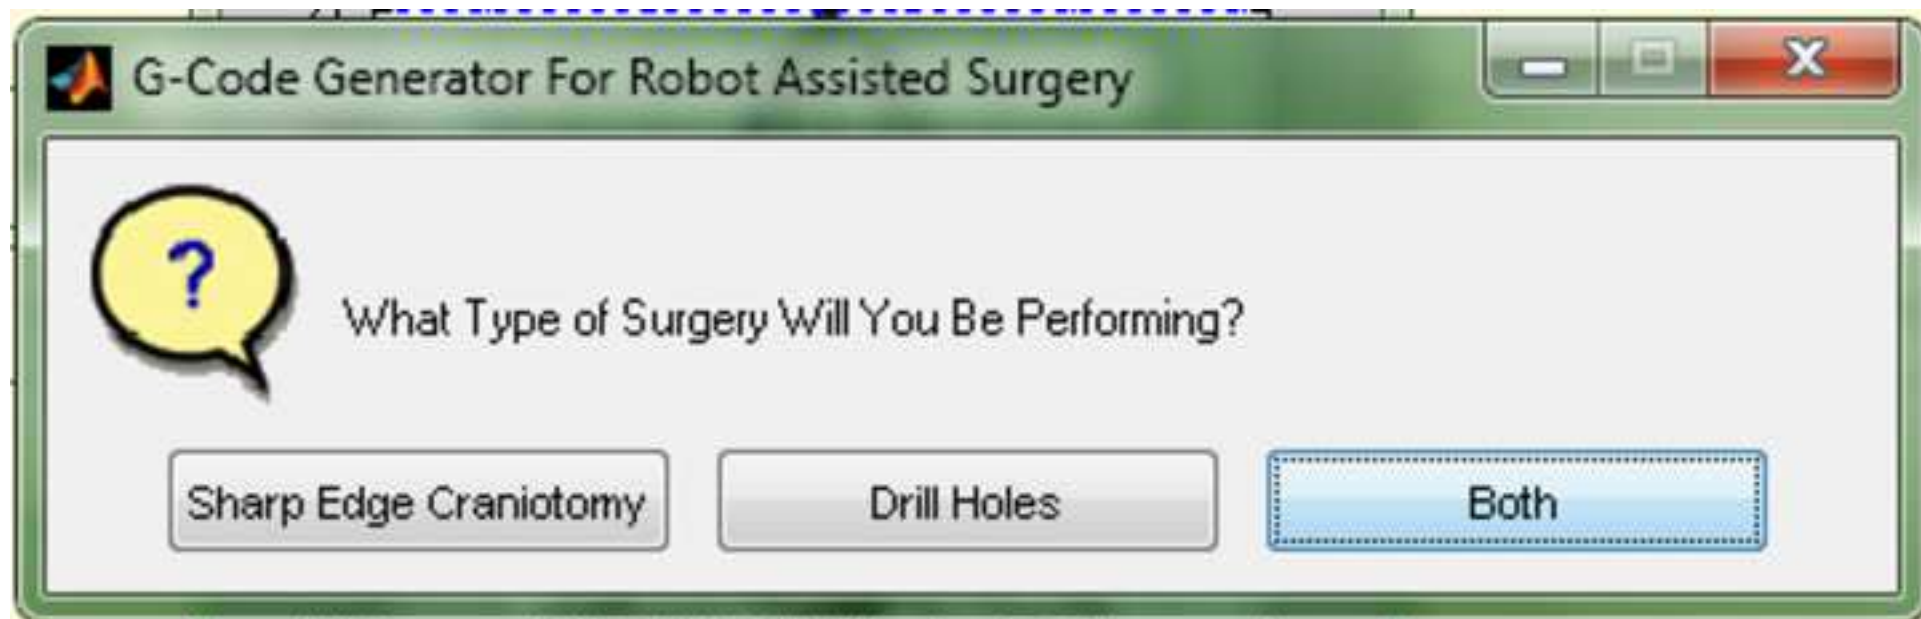 G-Code Generator For Robot Assisted Surgery
?
What Type of Surgery Will You Be Performing?
Sharp Edge Craniotomy
Drill Holes
Both